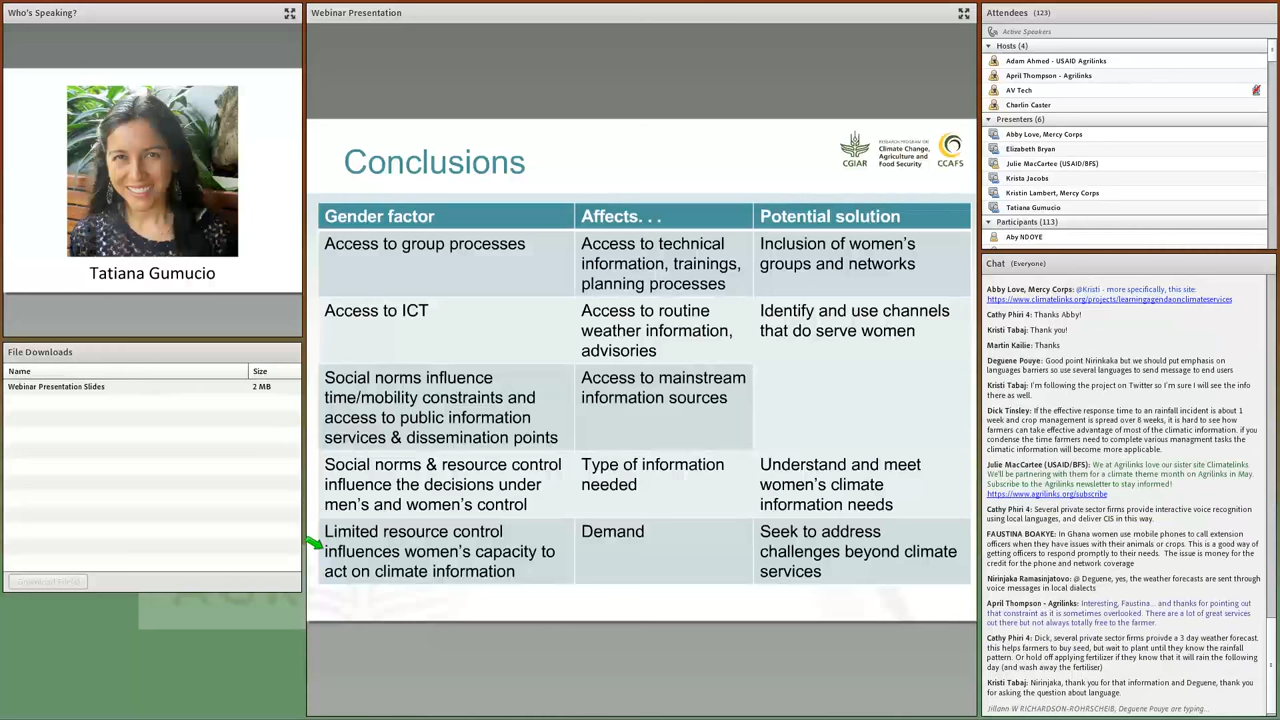 Who's Speaking?
Tatiana Gumucio
File Downloads
Name Size
Webinar Presentation Slides 2 MB
Webinar Presentation
Conclusions
CGIAR
RESEARCH PROGRAM ON
Climate Change,
Agriculture and
Food Security
CCAFS
Gender factor Affects. . . Potential solution
Access to group processes
Access to technical
information, trainings,
planning processes
Inclusion of women's
groups and networks
Access to ICT
Access to routine
weather information,
advisories
Identify and use channels
that do serve women
Social norms influence
time/mobility constraints and
access to public information
services & dissemination points
Access to mainstream
information sources
Social norms & resource control
influence the decisions under
men's and women's control
Type of information
needed
Understand and meet
women's climate
information needs
Limited resource control
influences women's capacity to
act on climate information
Demand
Seek to address
challenges beyond climate
services
Attendees (123)
Active Speakers
Hosts (4)
Adam Ahmed - USAID Agrilinks
April Thompson - Agrilinks
AV Tech
Charlin Caster
Presenters (6)
Abby Love, Mercy Corps
Elizabeth Bryan
Julie MacCartee (USAID/BFS)
Krista Jacobs
Kristin Lambert, Mercy Corps
Tatiana Gumucio
Participants (113)
Aby NDOYE
Chat (Everyone)
Abby Love, Mercy Corps: @Kristi - more specifically, this site:
https://www.climatelinks.org/projects/learningagendaonclimateservices
Cathy Phiri 4: Thanks Abby!
Kristi Tabaj: Thank you!
Martin Kailie: Thanks
Deguene Pouye: Good point Nirinkaka but we should put emphasis on
languages barriers so use several languages to send message to end users
Kristi Tabaj: I'm following the project on Twitter so I'm sure I will see the info
there as well.
Dick Tinsley: If the effective response time to an rainfall incident is about 1
week and crop management is spread over 8 weeks, it is hard to see how
farmers can take effective advantage of most of the climatic information. if
you condense the time farmers need to complete various managment tasks the
climatic information will become more applicable.
Julie MacCartee (USAID/BFS): We at Agrilinks love our sister site Climatelinks.
We'll be partnering with them for a climate theme month on Agrilinks in May.
Subscribe to the Agrilinks newsletter to stay informed!
https://www.agrilinks.org/subscribe
Cathy Phiri 4: Several private sector firms provide interactive voice recognition
using local languages, and deliver CIS in this way.
FAUSTINA BOAKYE: In Ghana women use mobile phones to call extension
officers when they have issues with their animals or crops. This is a good way of
getting officers to respond promptly to their needs. The issue is money for the
credit for the phone and network coverage
Nirinjaka Ramasinjatovo: @ Deguene, yes, the weather forecasts are sent through
voice messages in local dialects
April Thompson - Agrilinks: Interesting, Faustina... and thanks for pointing out
that constraint as it is sometimes overlooked. There are a lot of great services
out there but not always totally free to the farmer.
Cathy Phiri 4: Dick, several private sector firms proivde a 3 day weather forecast.
this helps farmers to buy seed, but wait to plant until they know the rainfall
pattern. Or hold off applying fertilizer if they know that it will rain the following
day (and wash away the fertiliser)
Kristi Tabaj: Nirinjaka, thank you for that information and Deguene, thank you
for asking the question about language.
Jillann W RICHARDSON-ROHRSCHEIB, Deguene Pouye are typing...